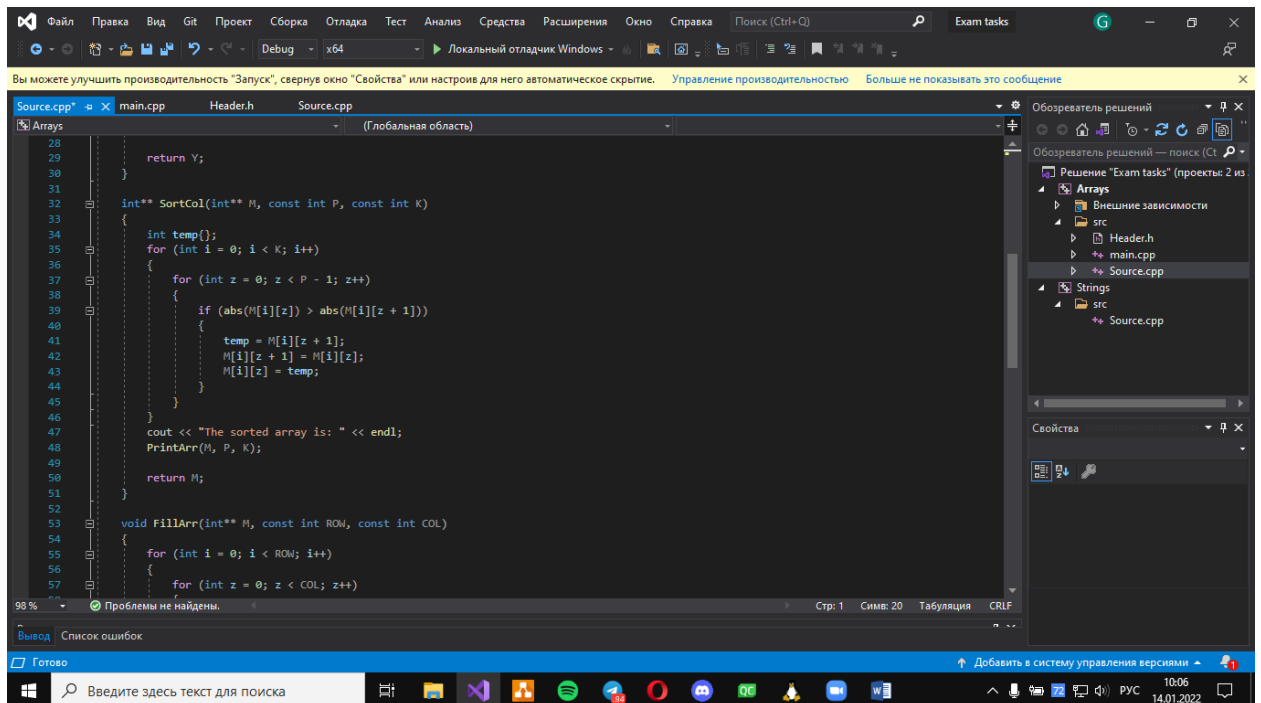 Файл Правка Вид Git Проект Сборка Отладка Тест Анализ Средства Расширения Окно Справка Поиск (Ctrl+Q) Exam tasks G
Debug x64 Локальный отладчик Windows
Вы можете улучшить производительность "Запуск", свернув окно "Свойства" или настроив для него автоматическое скрытие. Управление производительностью Больше не показывать это сообщение
Source.cpp* main.cpp Header.h Source.cpp
Arrays (Глобальная область)
28
29 return Y;
30 }
31
32 int** SortCol(int** M, const int P, const int K)
33 {
34 int temp{};
35 for (int i = 0; i < K; i++)
36 {
37 for (int z = 0; z < P - 1; z++)
38 {
39 if (abs(M[i][z]) > abs(M[i][z + 1]))
40 {
41 temp = M[i][z + 1];
42 M[i][z + 1] = M[i][z];
43 M[i][z] = temp;
44 }
45 }
46 }
47 cout << "The sorted array is: " << endl;
48 PrintArr(M, P, K);
49
50 return M;
51 }
52
53 void FillArr(int** M, const int ROW, const int COL)
54 {
55 for (int i = 0; i < ROW; i++)
56 {
57 for (int z = 0; z < COL; z++)
98 % Проблемы не найдены. Стр: 1 Симв: 20 Табуляция CRLF
Вывод Список ошибок
Обозреватель решений
Обозреватель решений — поиск (Ct
Решение "Exam tasks" (проекты: 2 из
Arrays
Внешние зависимости
src
Header.h
main.cpp
Source.cpp
Strings
src
Source.cpp
Свойства
Готово Добавить в систему управления версиями 1
Введите здесь текст для поиска 94 QC 72 РУС 10:06
14.01.2022